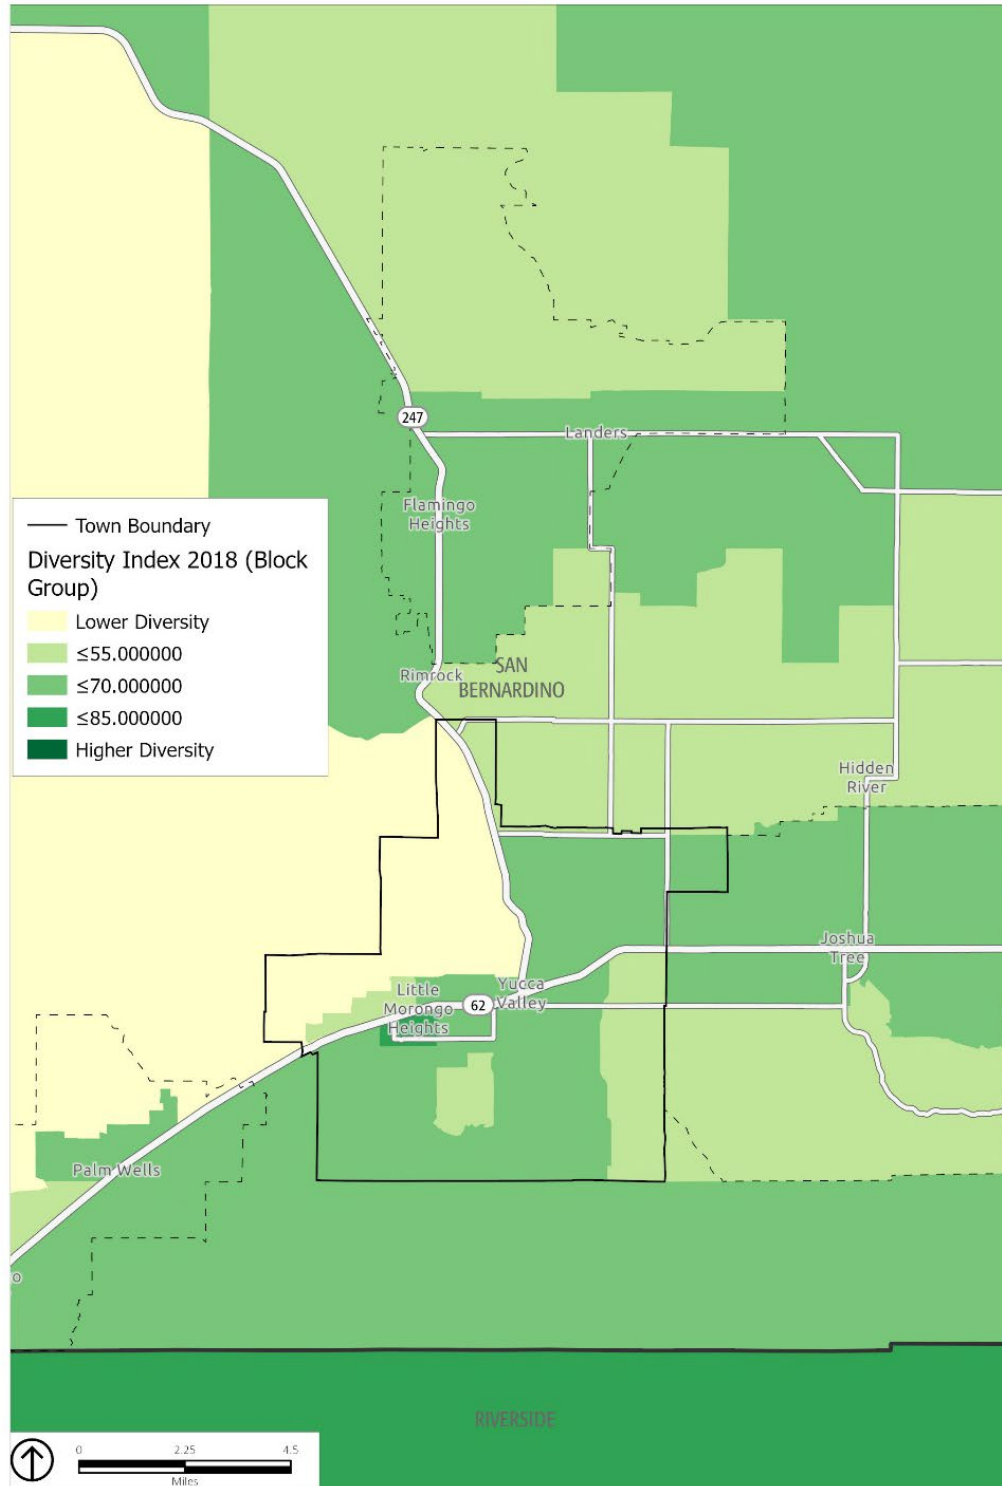 247
Landers
Flamingo
Heights
Town Boundary
Diversity Index 2018 (Block
Group)
Lower Diversity
≤55.000000
≤70.000000
≤85.000000
Higher Diversity
Rimrock
SAN
BERNARDINO
Hidden
River
Joshua
Tree
Little
Morongo
Heights
62
Yucca
Valley
Palm Wells
o
RIVERSIDE
0 2.25 4.5
Miles